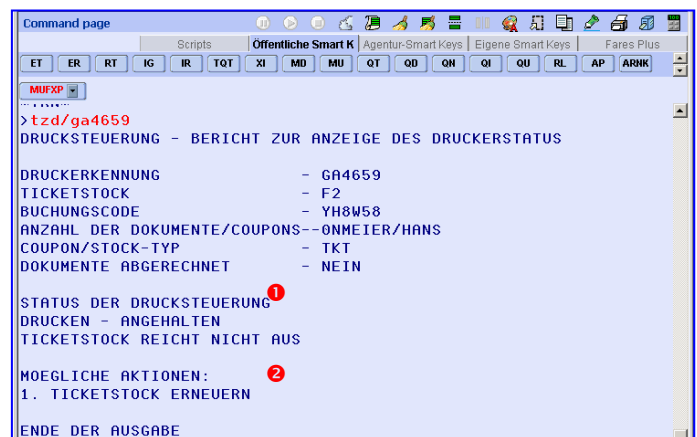 Command page
Scripts Öffentliche Smart K Agentur-Smart Keys Eigene Smart Keys Fares Plus
ET ER RT IG IR TQT XI MD MU QT QD QN QI QU RL AP ARNK
MUFXP
>tzd/ga4659
DRUCKSTEUERUNG - BERICHT ZUR ANZEIGE DES DRUCKERSTATUS
DRUCKERKENNUNG - GA4659
TICKETSTOCK - F2
BUCHUNGSCODE - YH8W58
ANZAHL DER DOKUMENTE/COUPONS--0NMEIER/HANS
COUPON/STOCK-TYP - TKT
DOKUMENTE ABGERECHNET - NEIN
1
STATUS DER DRUCKSTEUERUNG
DRUCKEN - ANGEHALTEN
TICKETSTOCK REICHT NICHT AUS
MOEGLICHE AKTIONEN: 2
1. TICKETSTOCK ERNEUERN
ENDE DER AUSGABE